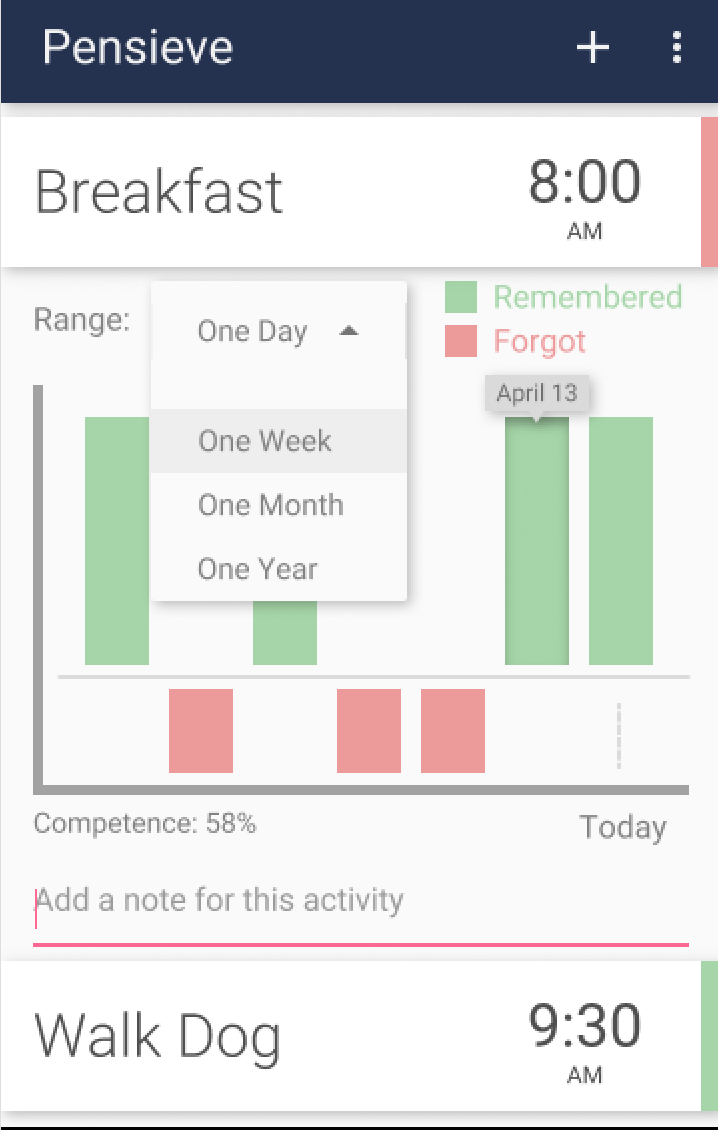 Pensieve
Breakfast
8:00
AM
Range:
One Day
One Week
One Month
One Year
Remembered
Forgot
April 13
Competence: 58%
Today
Add a note for this activity
Walk Dog
9:30
AM